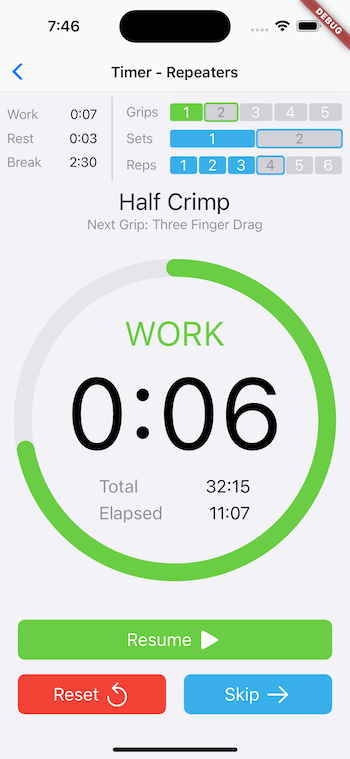 7:46
DEBUG
Timer - Repeaters
Work 0:07
Rest 0:03
Break 2:30
Grips 1 2 3 4 5
Sets 1 2
Reps 1 2 3 4 5 6
Half Crimp
Next Grip: Three Finger Drag
WORK
0:06
Total 32:15
Elapsed 11:07
Resume
Reset
Skip